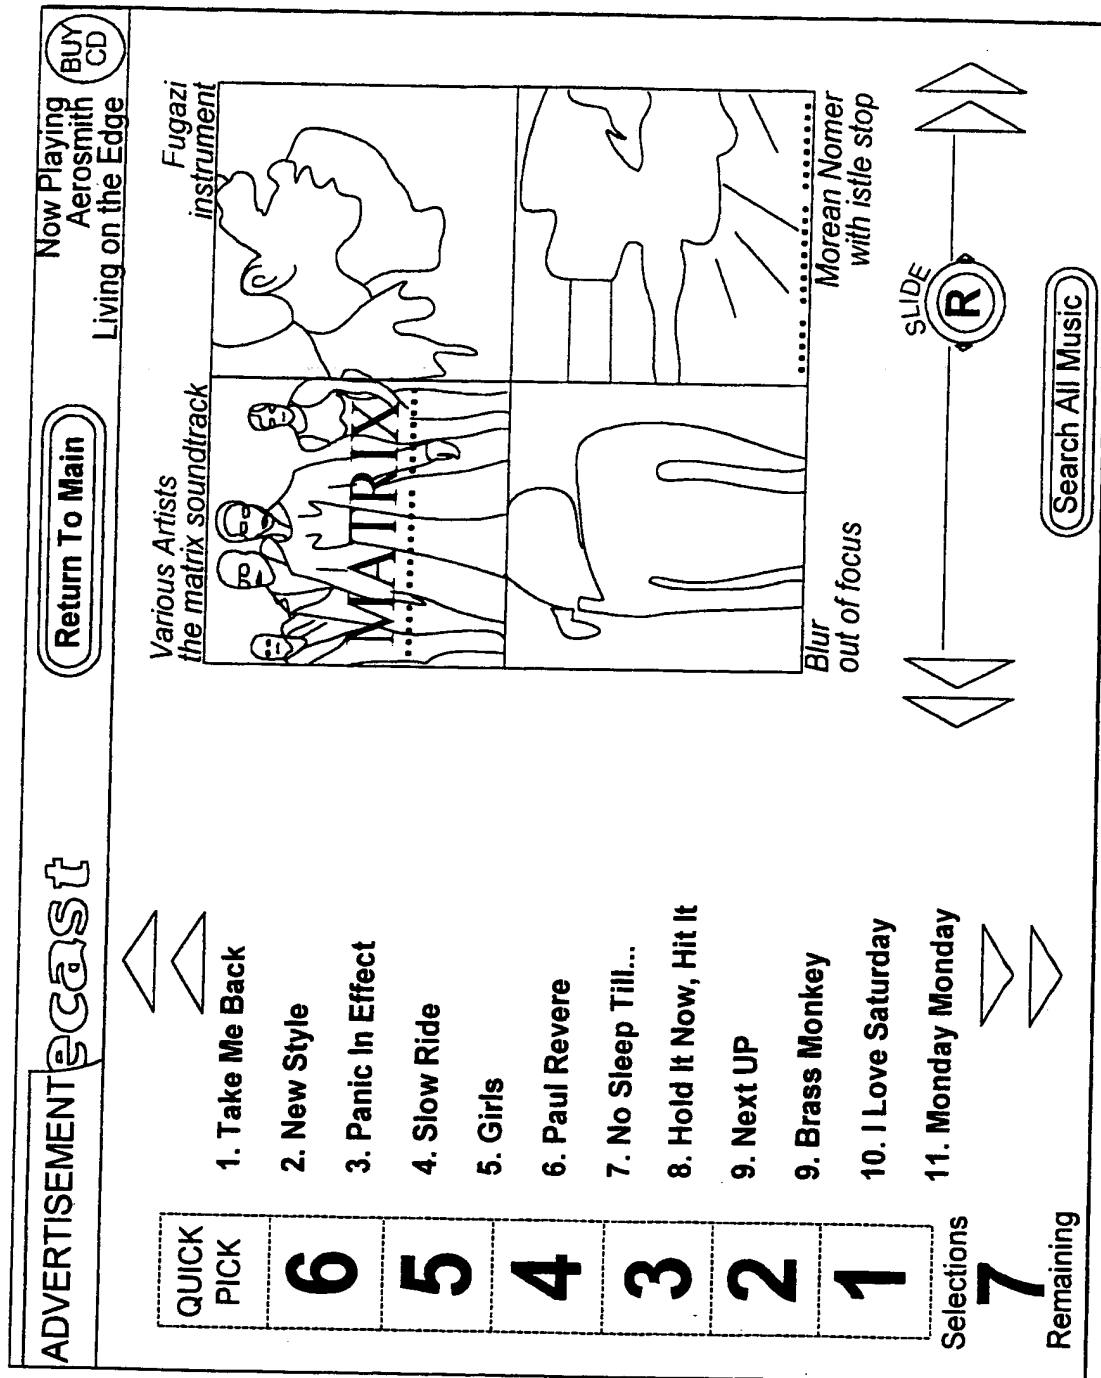 ADVERTISEMENT
ecast
Return To Main
Now Playing
Aerosmith
Living on the Edge
BUY
CD
QUICK
PICK
6
5
4
3
2
1
Selections
7
Remaining
1. Take Me Back
2. New Style
3. Panic In Effect
4. Slow Ride
5. Girls
6. Paul Revere
7. No Sleep Till...
8. Hold It Now, Hit It
9. Next UP
9. Brass Monkey
10. I Love Saturday
11. Monday Monday
Various Artists
the matrix soundtrack
Fugazi
instrument
MATRIX
Blur
out of focus
Morean Nomer
with istle stop
SLIDE
R
Search All Music